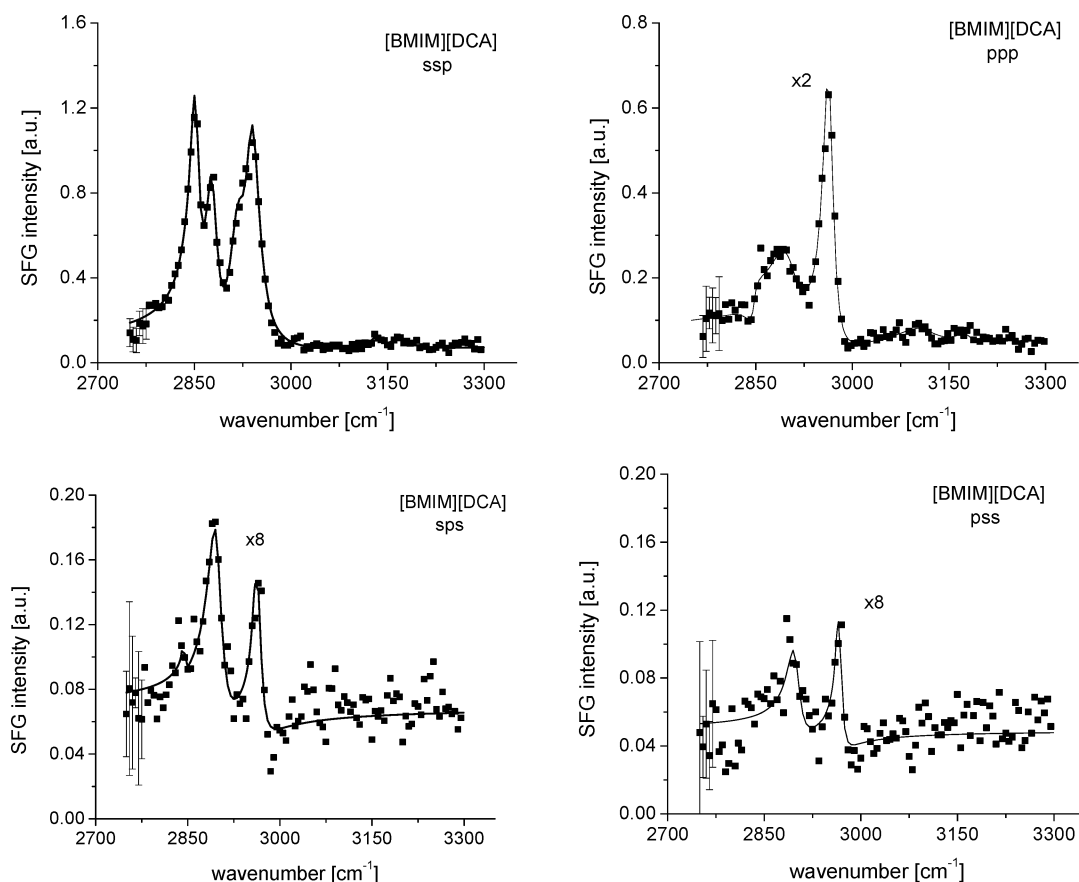 [BMIM][DCA]
ssp
SFG intensity [a.u.]
1.6
1.2
0.8
0.4
0.0
2700 2850 3000 3150 3300
wavenumber [cm⁻¹]
[BMIM][DCA]
ppp
x2
SFG intensity [a.u.]
0.8
0.6
0.4
0.2
0.0
2700 2850 3000 3150 3300
wavenumber [cm⁻¹]
[BMIM][DCA]
sps
x8
SFG intensity [a.u.]
0.20
0.16
0.12
0.08
0.04
0.00
2700 2850 3000 3150 3300
wavenumber [cm⁻¹]
[BMIM][DCA]
pss
x8
SFG intensity [a.u.]
0.20
0.16
0.12
0.08
0.04
0.00
2700 2850 3000 3150 3300
wavenumber [cm⁻¹]